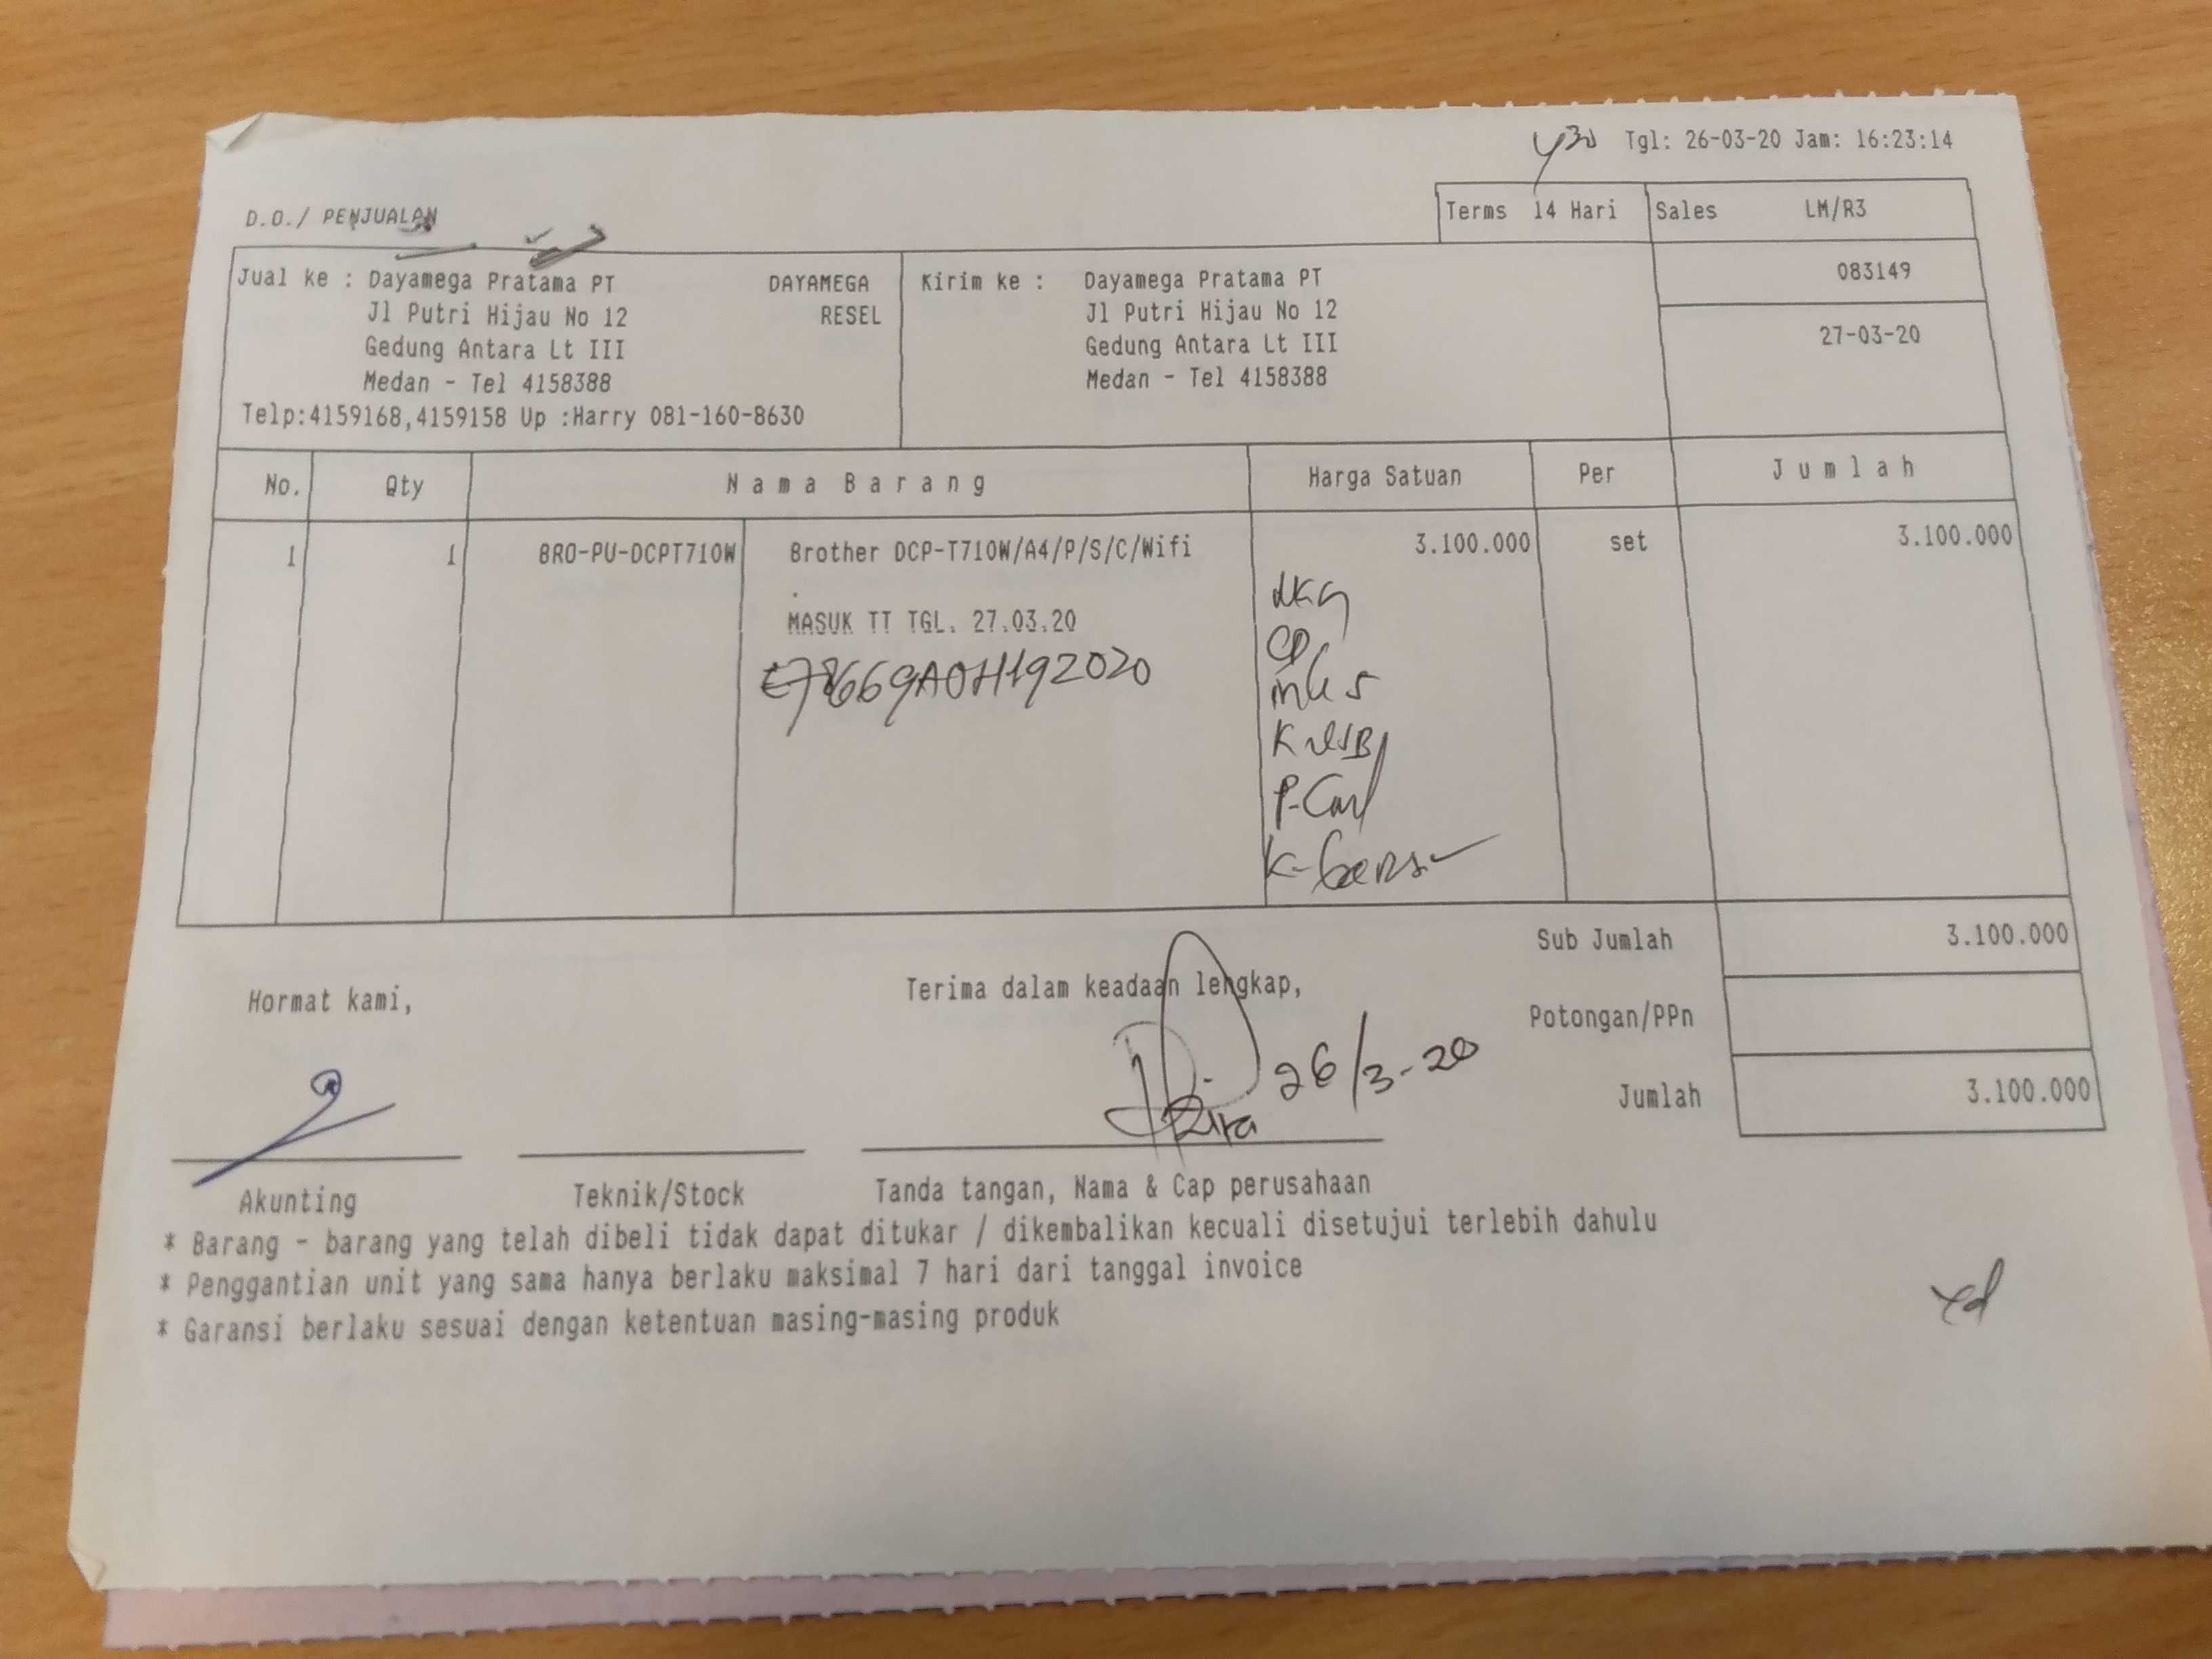 Tgl: 26-03-20 Jam: 16:23:14
D.O./ PENJUALAN
Terms 14 Hari Sales LM/R3
Jual ke : Dayamega Pratama PT DAYAMEGA
Jl Putri Hijau No 12 RESEL
Gedung Antara Lt III
Medan - Tel 4158388
Telp:4159168,4159158 Up :Harry 081-160-8630
Kirim ke : Dayamega Pratama PT
Jl Putri Hijau No 12
Gedung Antara Lt III
Medan - Tel 4158388
083149
27-03-20
No. Qty Nama Barang Harga Satuan Per Jumlah
1 1 BRO-PU-DCPT710W Brother DCP-T710W/A4/P/S/C/Wifi 3.100.000 set 3.100.000
.
MASUK TT TGL. 27.03.20
CD
K USB
Sub Jumlah 3.100.000
Potongan/PPn
Jumlah 3.100.000
Hormat kami,
Terima dalam keadaan lengkap,
26/3-20
Akunting
Teknik/Stock
Tanda tangan, Nama & Cap perusahaan
* Barang - barang yang telah dibeli tidak dapat ditukar / dikembalikan kecuali disetujui terlebih dahulu
* Penggantian unit yang sama hanya berlaku maksimal 7 hari dari tanggal invoice
* Garansi berlaku sesuai dengan ketentuan masing-masing produk